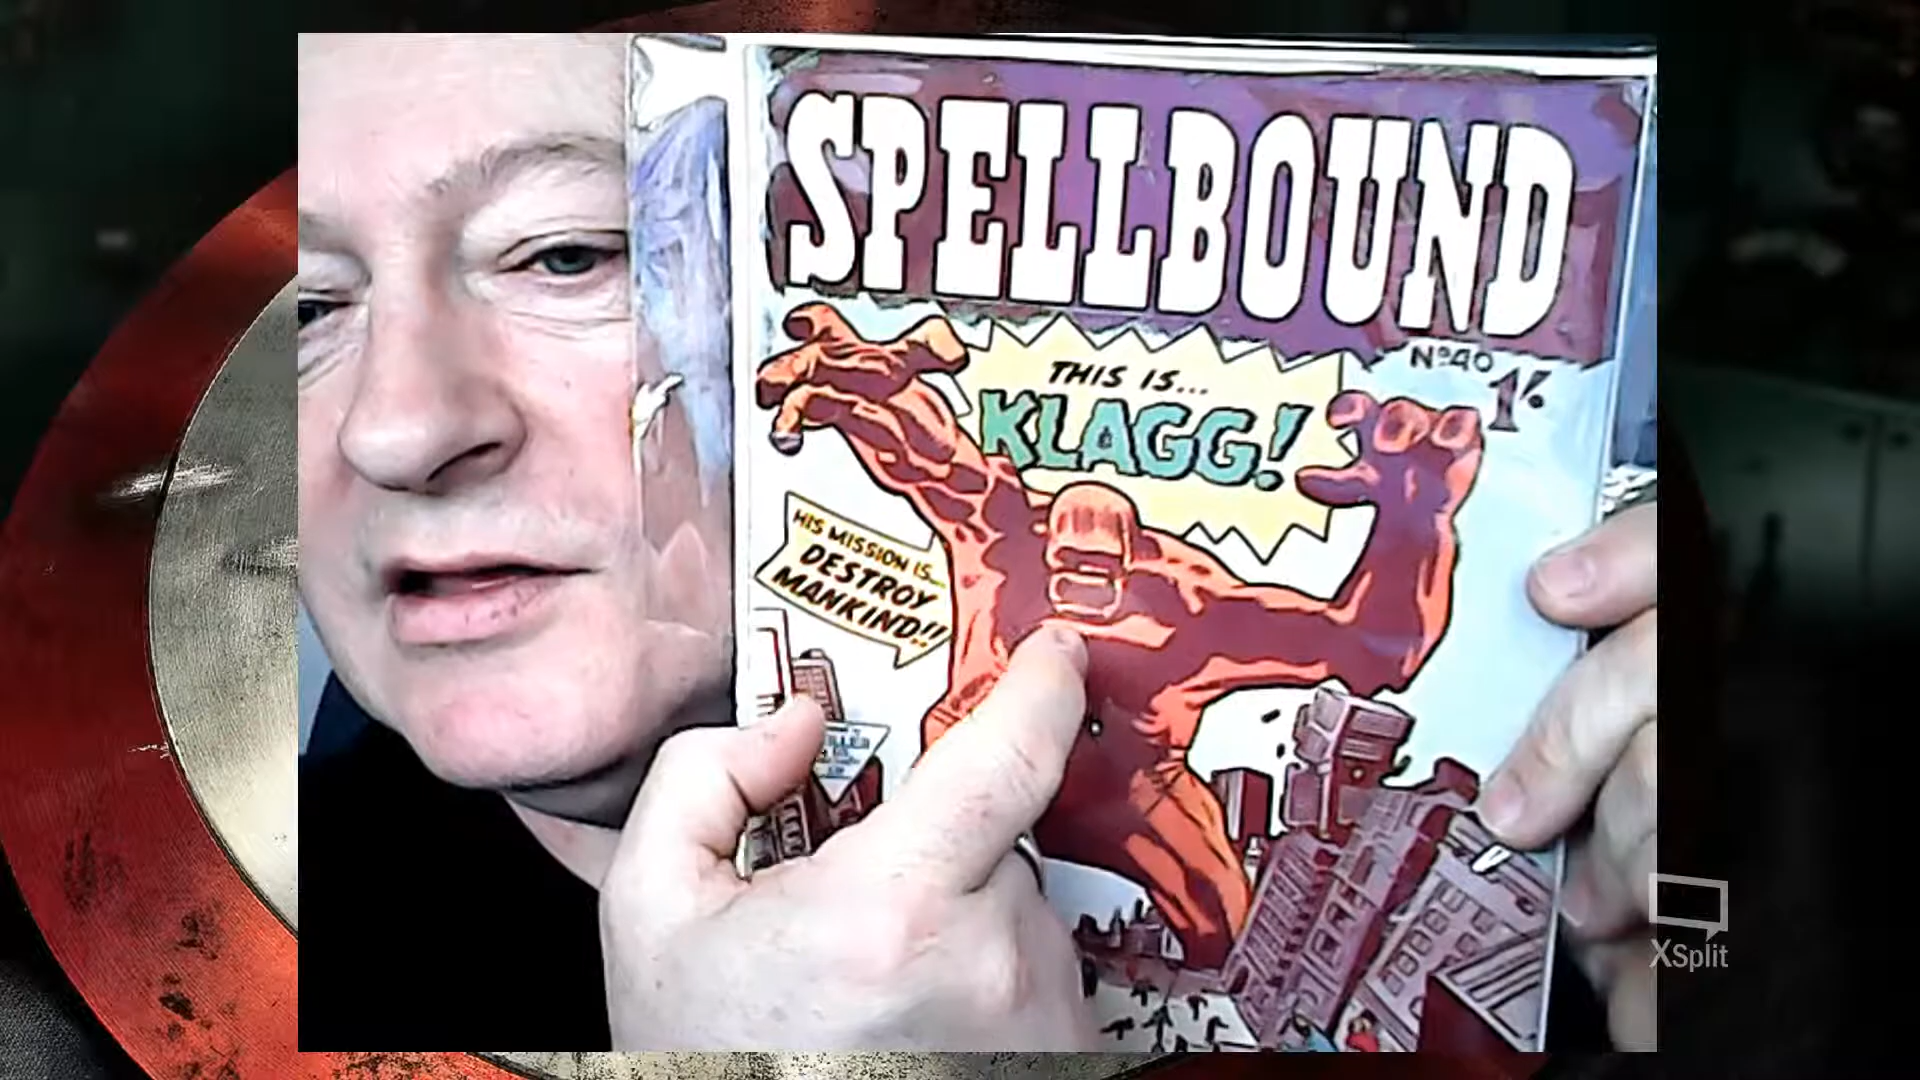 SPELLBOUND
Nº40
1/-
THIS IS...
KLAGG!
HIS MISSION IS...
DESTROY
MANKIND!!
XSplit